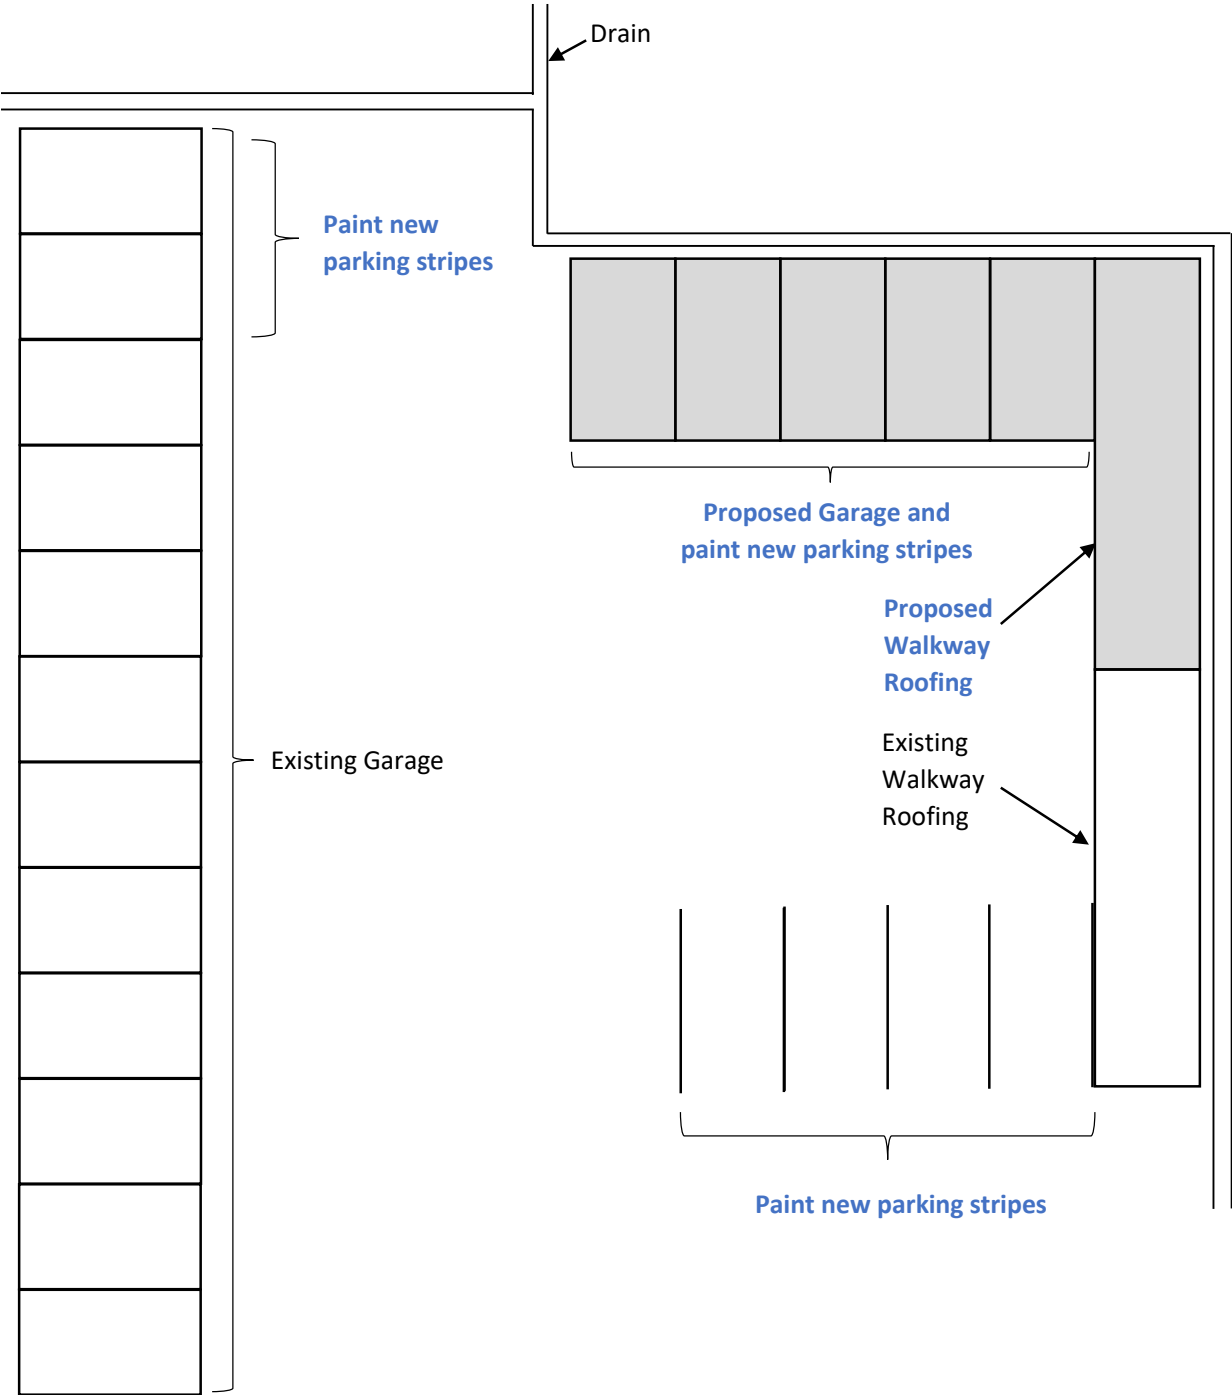 Drain
Paint new
parking stripes
Proposed Garage and
paint new parking stripes
Proposed
Walkway
Roofing
Existing
Walkway
Roofing
Existing Garage
Paint new parking stripes